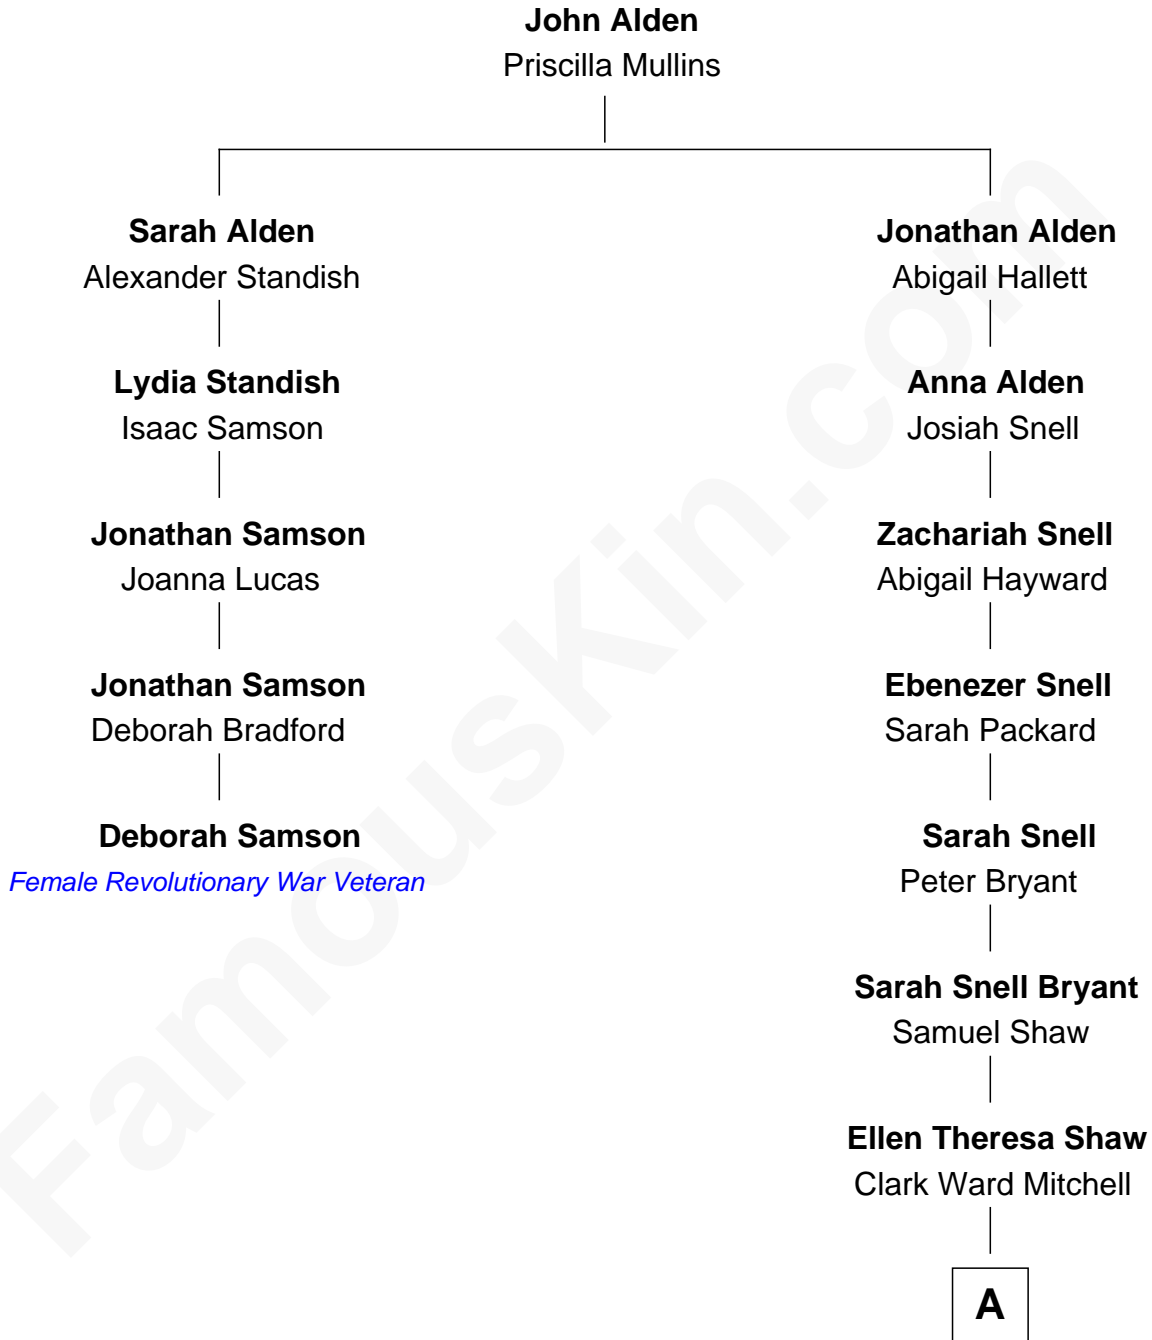 John Alden
Priscilla Mullins
Sarah Alden
Alexander Standish
Jonathan Alden
Abigail Hallett
Lydia Standish
Isaac Samson
Anna Alden
Josiah Snell
Jonathan Samson
Joanna Lucas
Zachariah Snell
Abigail Hayward
Jonathan Samson
Deborah Bradford
Ebenezer Snell
Sarah Packard
Deborah Samson
Female Revolutionary War Veteran
Sarah Snell
Peter Bryant
Sarah Snell Bryant
Samuel Shaw
Ellen Theresa Shaw
Clark Ward Mitchell
A
FamousKin.com